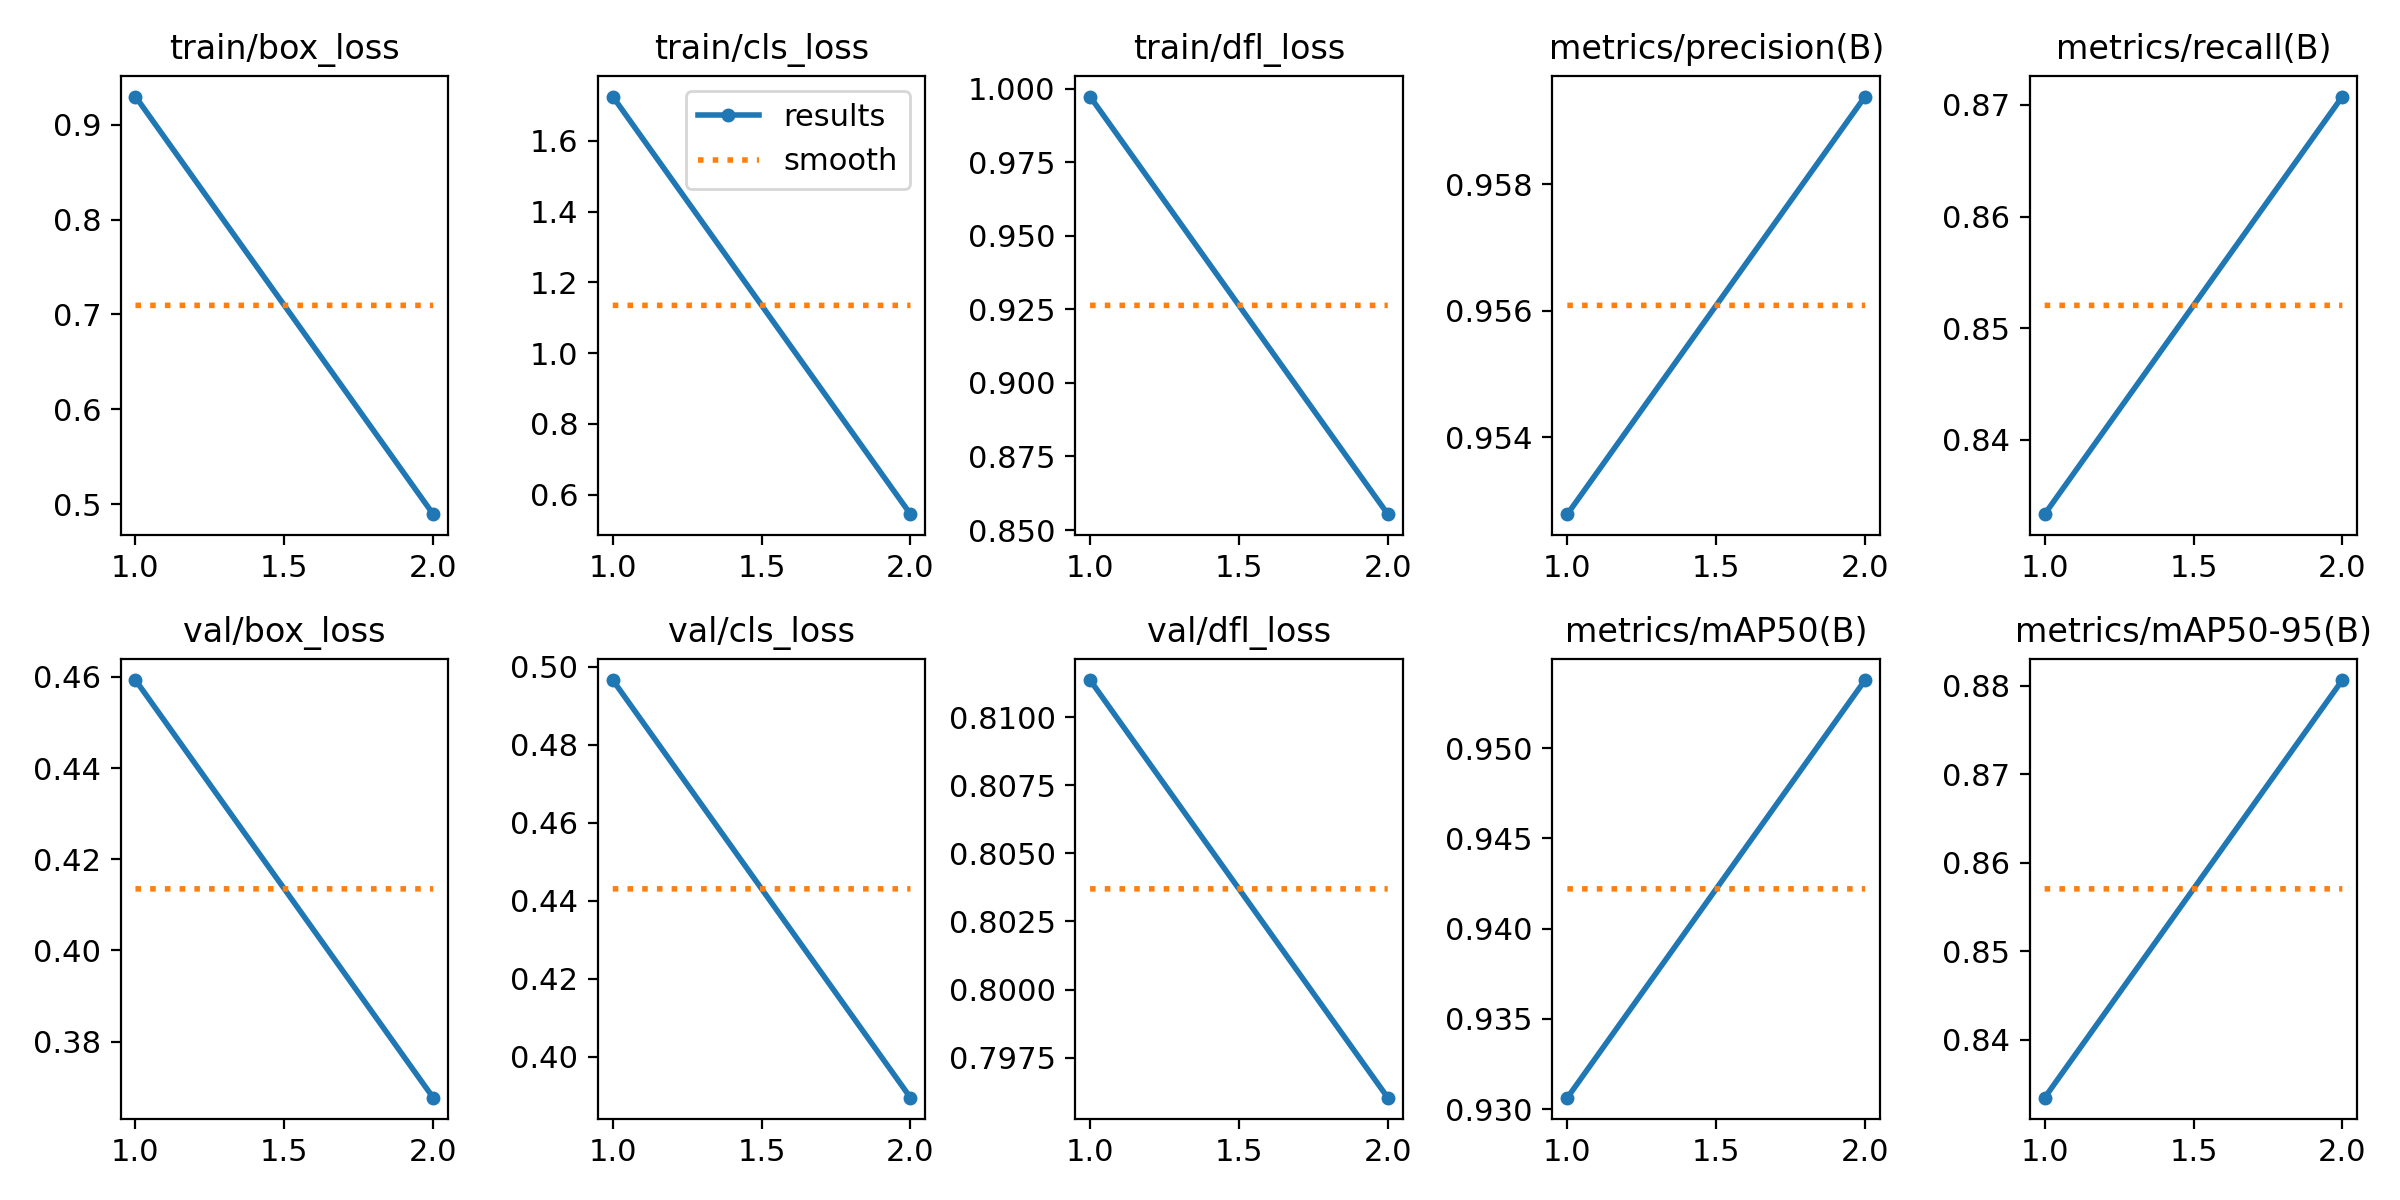 train/box_loss
0.9
0.8
0.7
0.6
0.5
1.0 1.5 2.0
train/cls_loss
results
smooth
1.6
1.4
1.2
1.0
0.8
0.6
1.0 1.5 2.0
train/dfl_loss
1.000
0.975
0.950
0.925
0.900
0.875
0.850
1.0 1.5 2.0
metrics/precision(B)
0.958
0.956
0.954
1.0 1.5 2.0
metrics/recall(B)
0.87
0.86
0.85
0.84
1.0 1.5 2.0
val/box_loss
0.46
0.44
0.42
0.40
0.38
1.0 1.5 2.0
val/cls_loss
0.50
0.48
0.46
0.44
0.42
0.40
1.0 1.5 2.0
val/dfl_loss
0.8100
0.8075
0.8050
0.8025
0.8000
0.7975
1.0 1.5 2.0
metrics/mAP50(B)
0.950
0.945
0.940
0.935
0.930
1.0 1.5 2.0
metrics/mAP50-95(B)
0.88
0.87
0.86
0.85
0.84
1.0 1.5 2.0